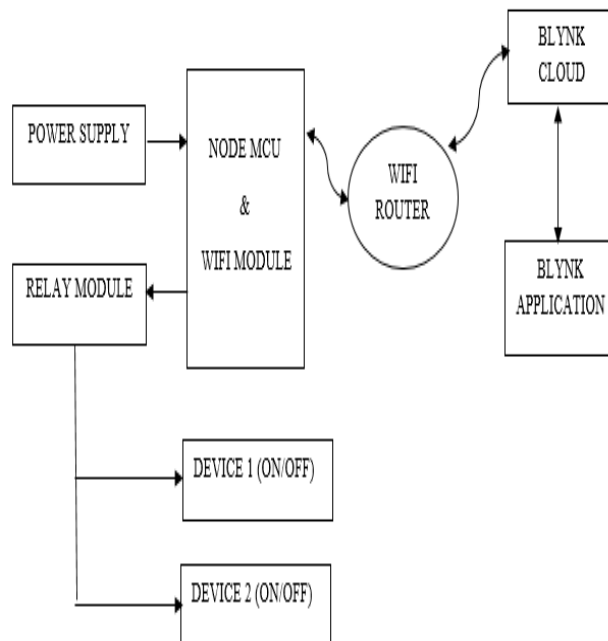 BLYNK
CLOUD
POWER SUPPLY
NODE MCU
&
WIFI MODULE
WIFI
ROUTER
RELAY MODULE
BLYNK
APPLICATION
DEVICE 1 (ON/OFF)
DEVICE 2 (ON/OFF)